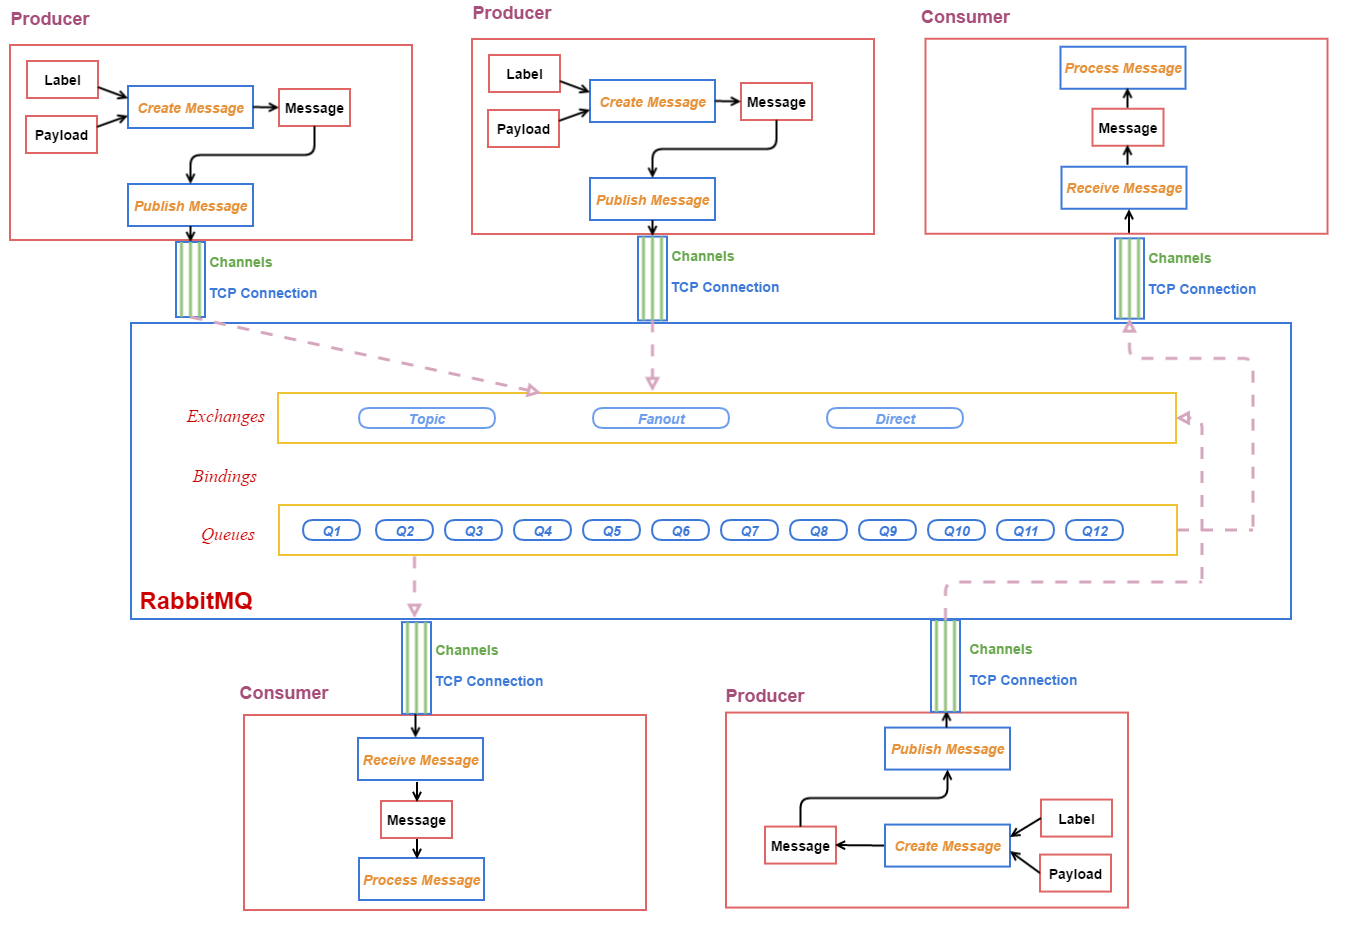 Producer
Label
Payload
Create Message
Message
Publish Message
Channels
TCP Connection
Producer
Label
Payload
Create Message
Message
Publish Message
Channels
TCP Connection
Consumer
Process Message
Message
Receive Message
Channels
TCP Connection
Exchanges
Topic
Fanout
Direct
Bindings
Queues
Q1
Q2
Q3
Q4
Q5
Q6
Q7
Q8
Q9
Q10
Q11
Q12
RabbitMQ
Channels
TCP Connection
Consumer
Receive Message
Message
Process Message
Channels
TCP Connection
Producer
Publish Message
Message
Create Message
Label
Payload